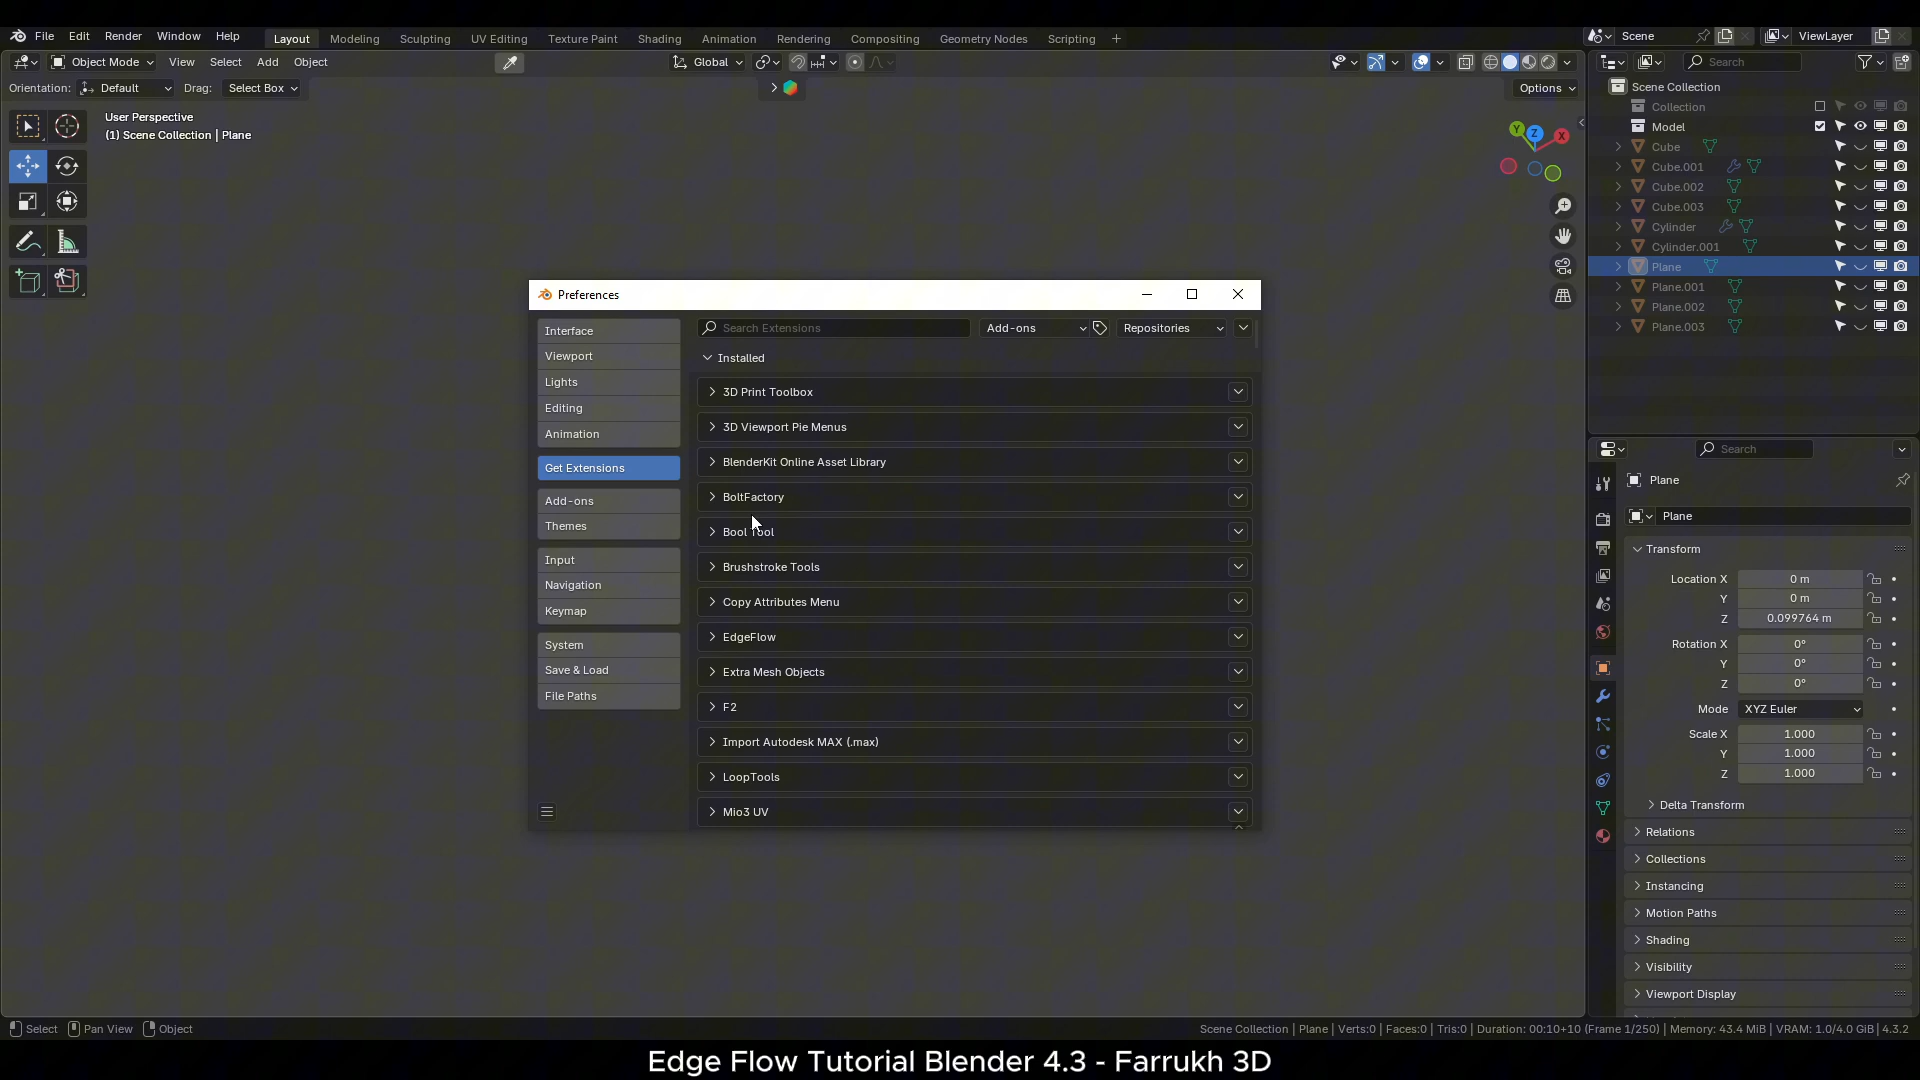 File Edit Render Window Help Layout Modeling Sculpting UV Editing Texture Paint Shading Animation Rendering Compositing Geometry Nodes Scripting + Scene ViewLayer
Object Mode View Select Add Object Global Search
Orientation: Default Drag: Select Box Options
User Perspective
(1) Scene Collection | Plane
Y Z X
Scene Collection
Collection
Model
Cube
Cube.001
Cube.002
Cube.003
Cylinder
Cylinder.001
Plane
Plane.001
Plane.002
Plane.003
Preferences
Interface
Viewport
Lights
Editing
Animation
Get Extensions
Add-ons
Themes
Input
Navigation
Keymap
System
Save & Load
File Paths
Search Extensions Add-ons Repositories
Installed
3D Print Toolbox
3D Viewport Pie Menus
BlenderKit Online Asset Library
BoltFactory
Bool Tool
Brushstroke Tools
Copy Attributes Menu
EdgeFlow
Extra Mesh Objects
F2
Import Autodesk MAX (.max)
LoopTools
Mio3 UV
Search
Plane
Plane
Transform
Location X 0 m
Y 0 m
Z 0.099764 m
Rotation X 0°
Y 0°
Z 0°
Mode XYZ Euler
Scale X 1.000
Y 1.000
Z 1.000
Delta Transform
Relations
Collections
Instancing
Motion Paths
Shading
Visibility
Viewport Display
Select Pan View Object Scene Collection | Plane | Verts:0 | Faces:0 | Tris:0 | Duration: 00:10+10 (Frame 1/250) | Memory: 43.4 MiB | VRAM: 1.0/4.0 GiB | 4.3.2
Edge Flow Tutorial Blender 4.3 - Farrukh 3D